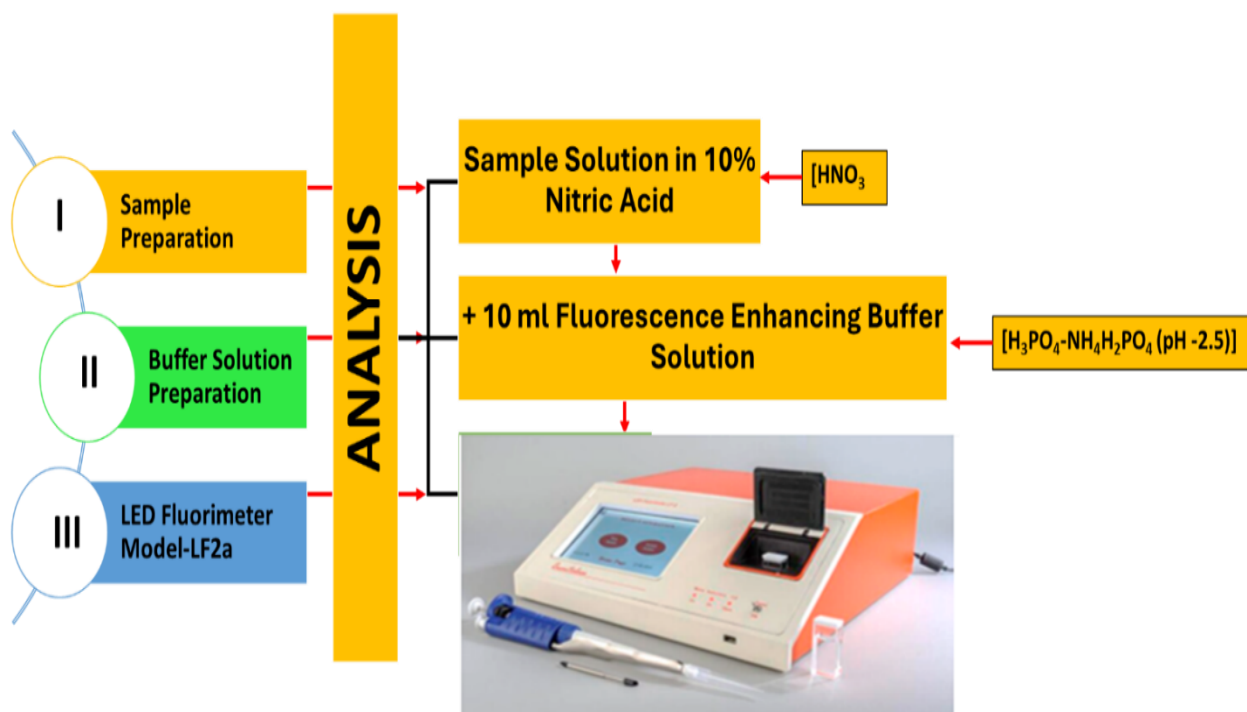 I
Sample
Preparation
II
Buffer Solution
Preparation
III
LED Fluorimeter
Model-LF2a
ANALYSIS
Sample Solution in 10%
Nitric Acid
[HNO₃
+ 10 ml Fluorescence Enhancing Buffer
Solution
[H₃PO₄-NH₄H₂PO₄ (pH -2.5)]